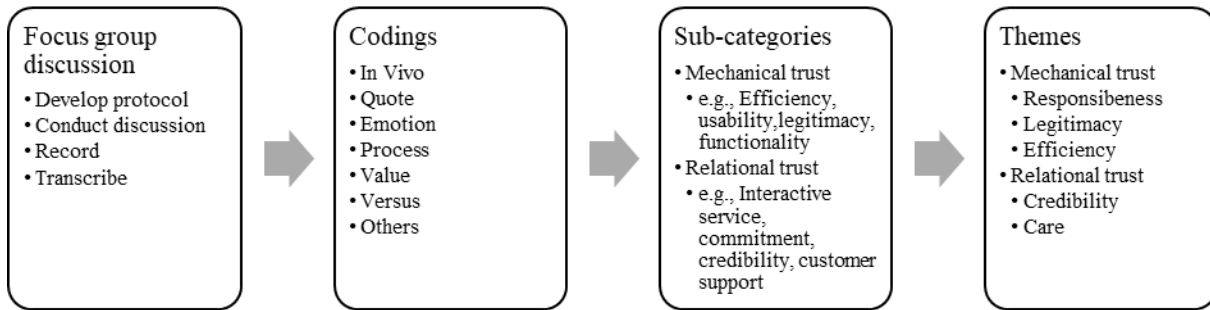 Focus group
discussion
• Develop protocol
• Conduct discussion
• Record
• Transcribe
Codings
• In Vivo
• Quote
• Emotion
• Process
• Value
• Versus
• Others
Sub-categories
• Mechanical trust
• e.g., Efficiency,
usability,legitimacy,
functionality
• Relational trust
• e.g., Interactive
service,
commitment,
credibility, customer
support
Themes
• Mechanical trust
• Responsibeness
• Legitimacy
• Efficiency
• Relational trust
• Credibility
• Care